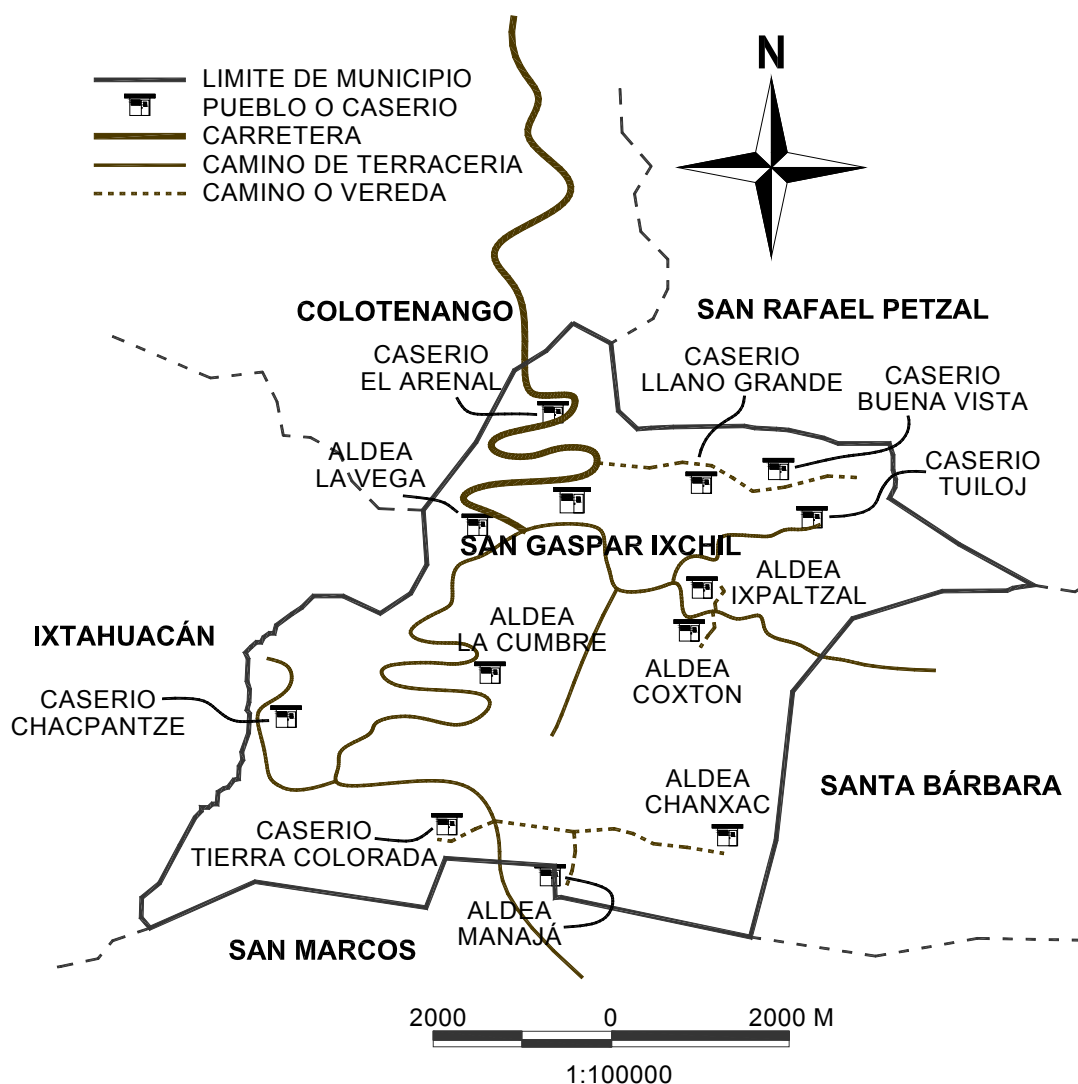 LIMITE DE MUNICIPIO
PUEBLO O CASERIO
CARRETERA
CAMINO DE TERRACERIA
CAMINO O VEREDA
N
COLOTENANGO
SAN RAFAEL PETZAL
CASERIO
EL ARENAL
CASERIO
LLANO GRANDE
CASERIO
BUENA VISTA
ALDEA
LA VEGA
CASERIO
TUILOJ
SAN GASPAR IXCHIL
ALDEA
IXPALTZAL
IXTAHUACÁN
ALDEA
LA CUMBRE
ALDEA
COXTON
CASERIO
CHACPANTZE
ALDEA
CHANXAC
SANTA BÁRBARA
CASERIO
TIERRA COLORADA
ALDEA
MANAJÁ
SAN MARCOS
2000 0 2000 M
1:100000